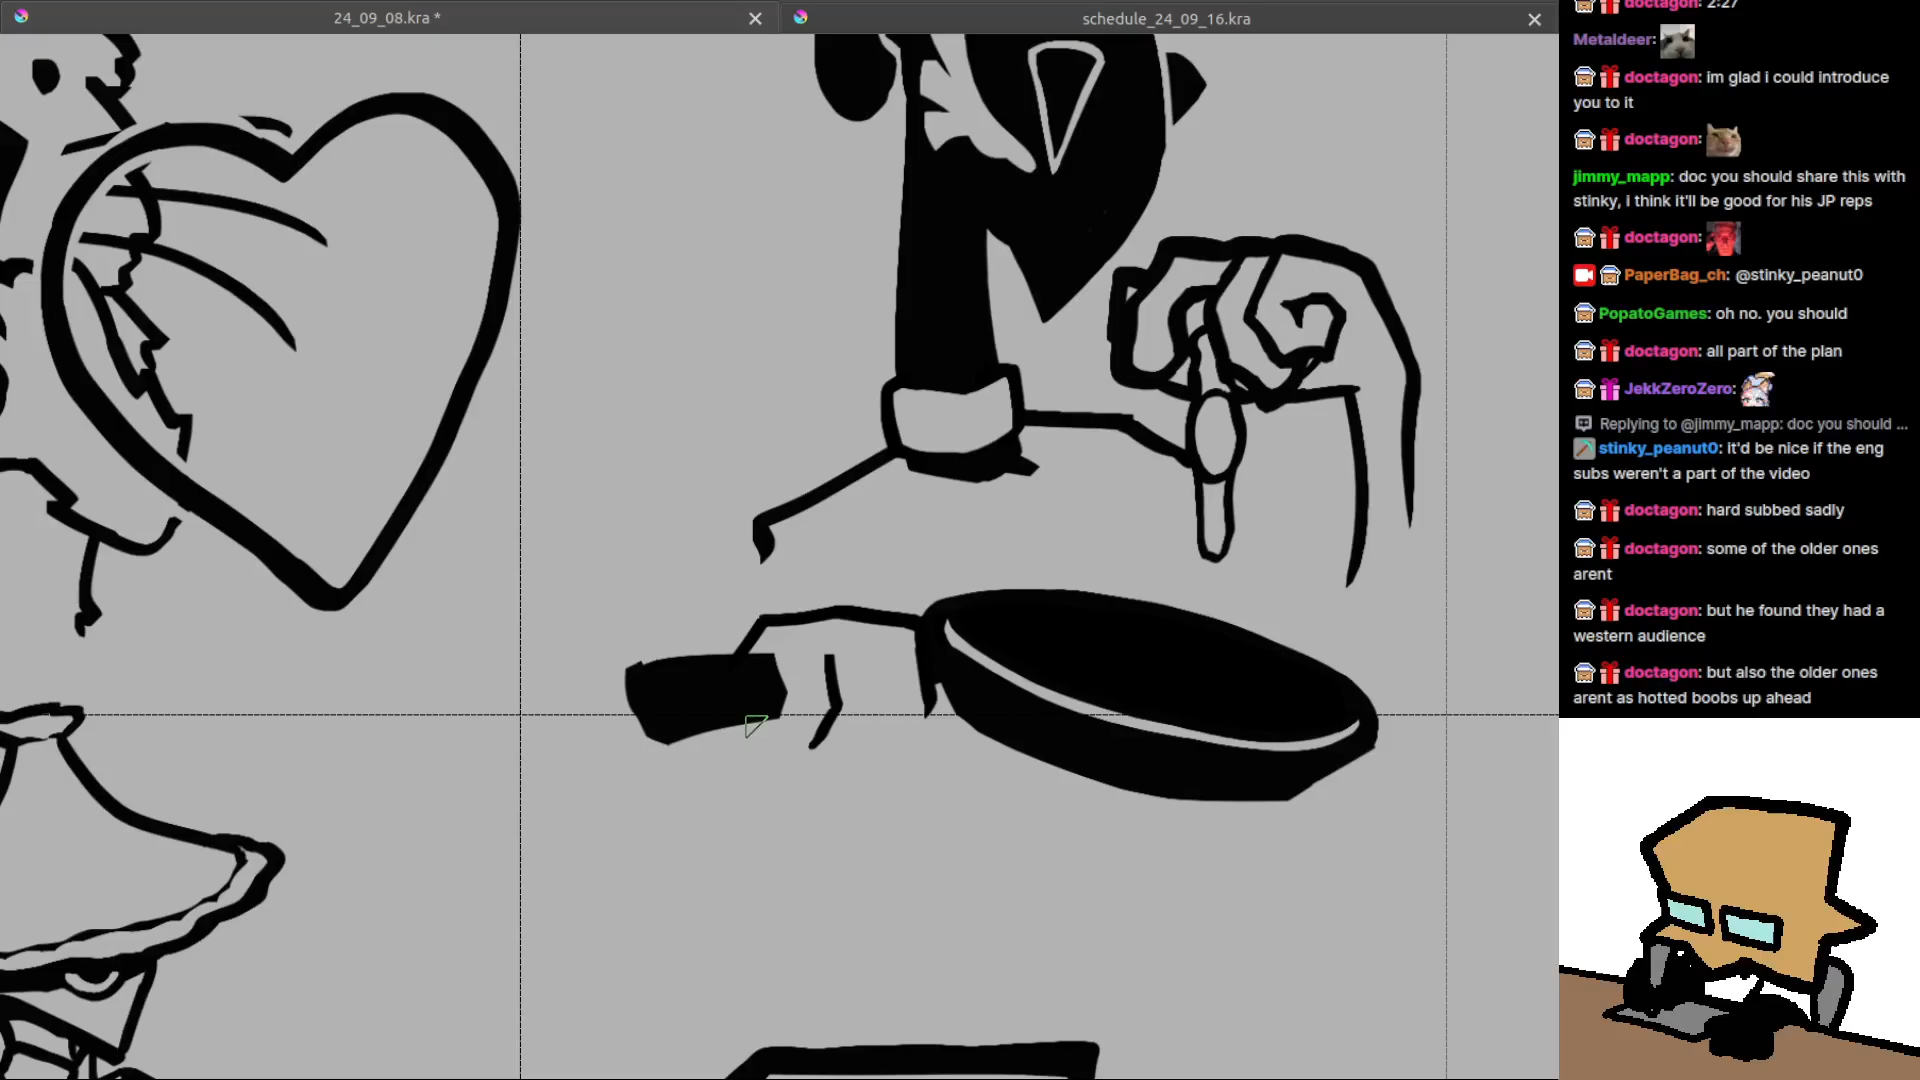 24_09_08.kra *
schedule_24_09_16.kra
doctagon: 2:27
Metaldeer:
doctagon: im glad i could introduce
you to it
doctagon:
jimmy_mapp: doc you should share this with
stinky, i think it'll be good for his JP reps
doctagon:
PaperBag_ch: @stinky_peanut0
PopatoGames: oh no. you should
doctagon: all part of the plan
JekkZeroZero:
Replying to @jimmy_mapp: doc you should ...
stinky_peanut0: it'd be nice if the eng
subs weren't a part of the video
doctagon: hard subbed sadly
doctagon: some of the older ones
arent
doctagon: but he found they had a
western audience
doctagon: but also the older ones
arent as hotted boobs up ahead